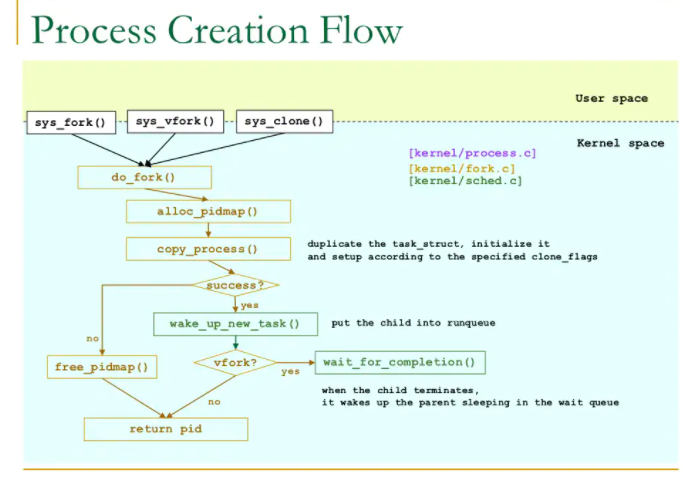 Process Creation Flow
User space
sys_fork()
sys_vfork()
sys_clone()
Kernel space
[kernel/process.c]
[kernel/fork.c]
[kernel/sched.c]
do_fork()
alloc_pidmap()
copy_process()
duplicate the task_struct, initialize it
and setup according to the specified clone_flags
success?
yes
wake_up_new_task()
put the child into runqueue
no
free_pidmap()
vfork?
yes
wait_for_completion()
when the child terminates,
it wakes up the parent sleeping in the wait queue
no
return pid